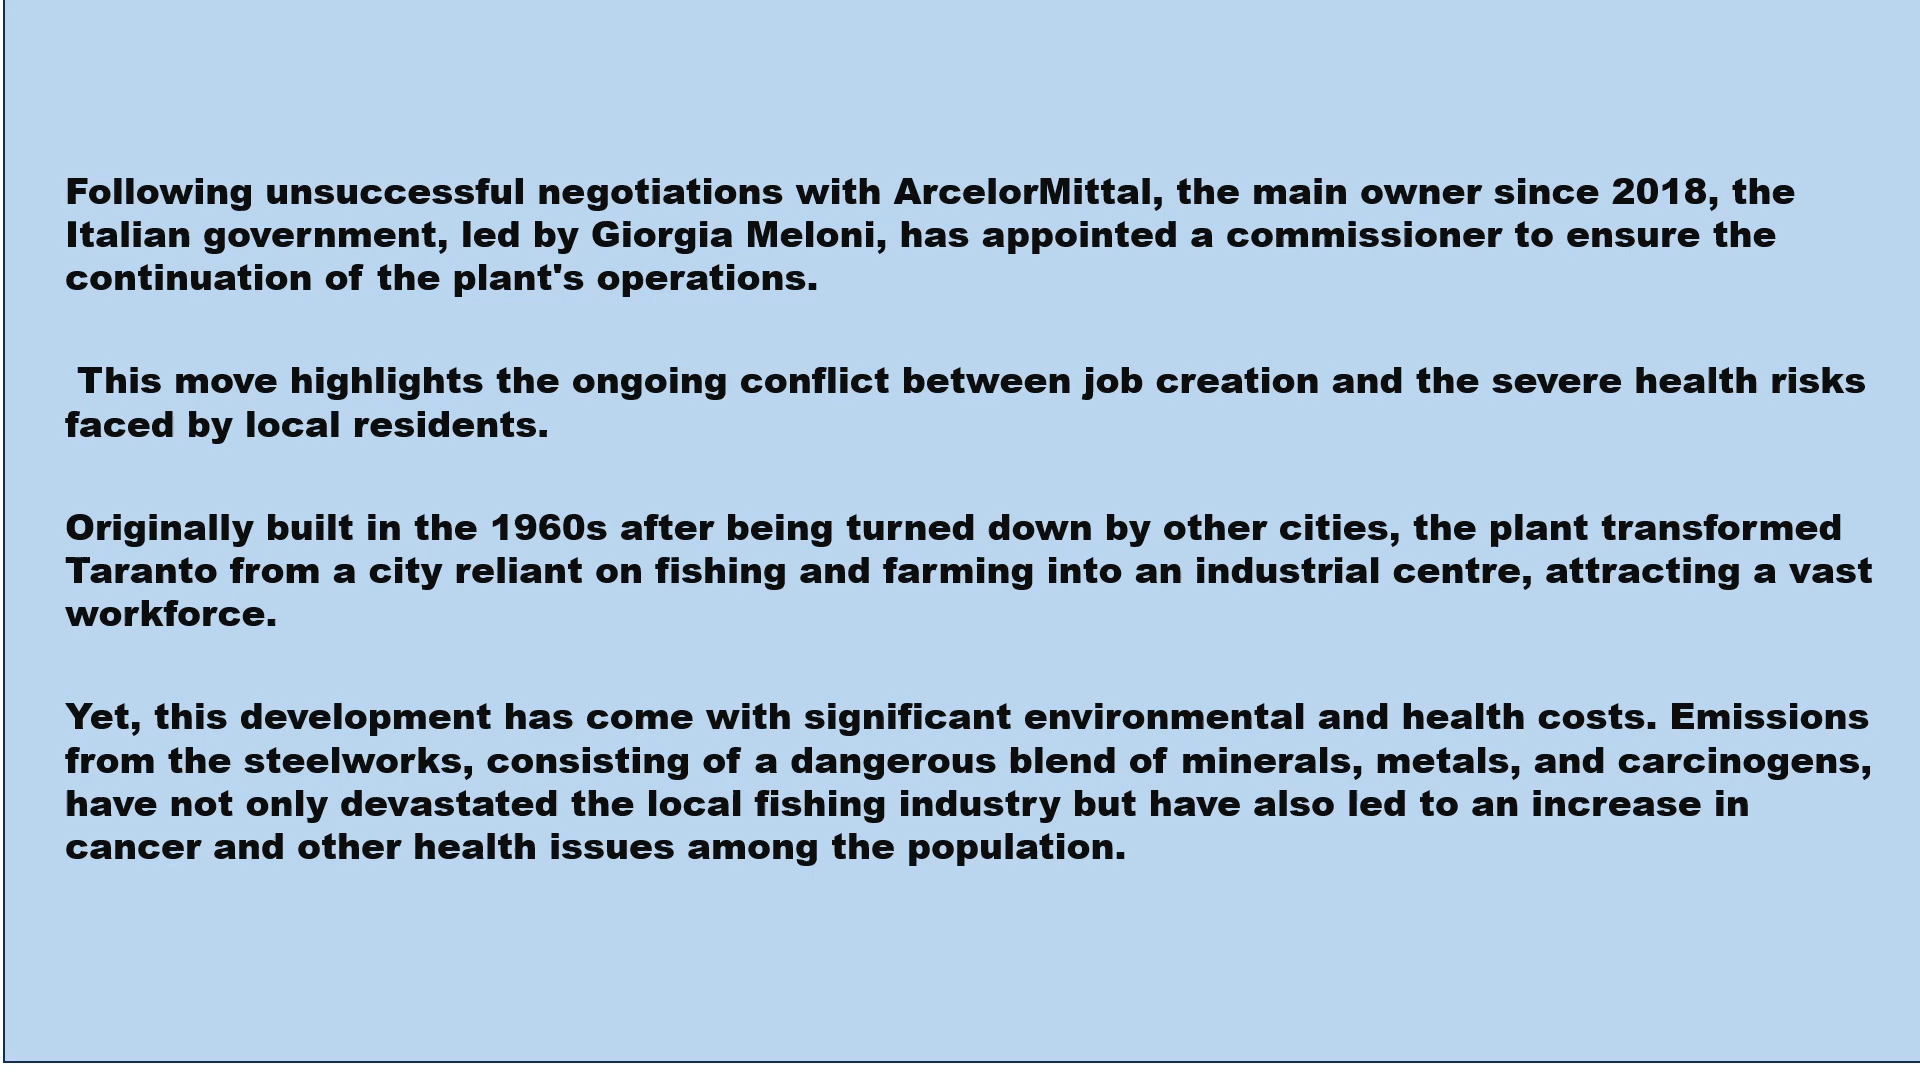 Following unsuccessful negotiations with ArcelorMittal, the main owner since 2018, the
Italian government, led by Giorgia Meloni, has appointed a commissioner to ensure the
continuation of the plant's operations.
This move highlights the ongoing conflict between job creation and the severe health risks
faced by local residents.
Originally built in the 1960s after being turned down by other cities, the plant transformed
Taranto from a city reliant on fishing and farming into an industrial centre, attracting a vast
workforce.
Yet, this development has come with significant environmental and health costs. Emissions
from the steelworks, consisting of a dangerous blend of minerals, metals, and carcinogens,
have not only devastated the local fishing industry but have also led to an increase in
cancer and other health issues among the population.